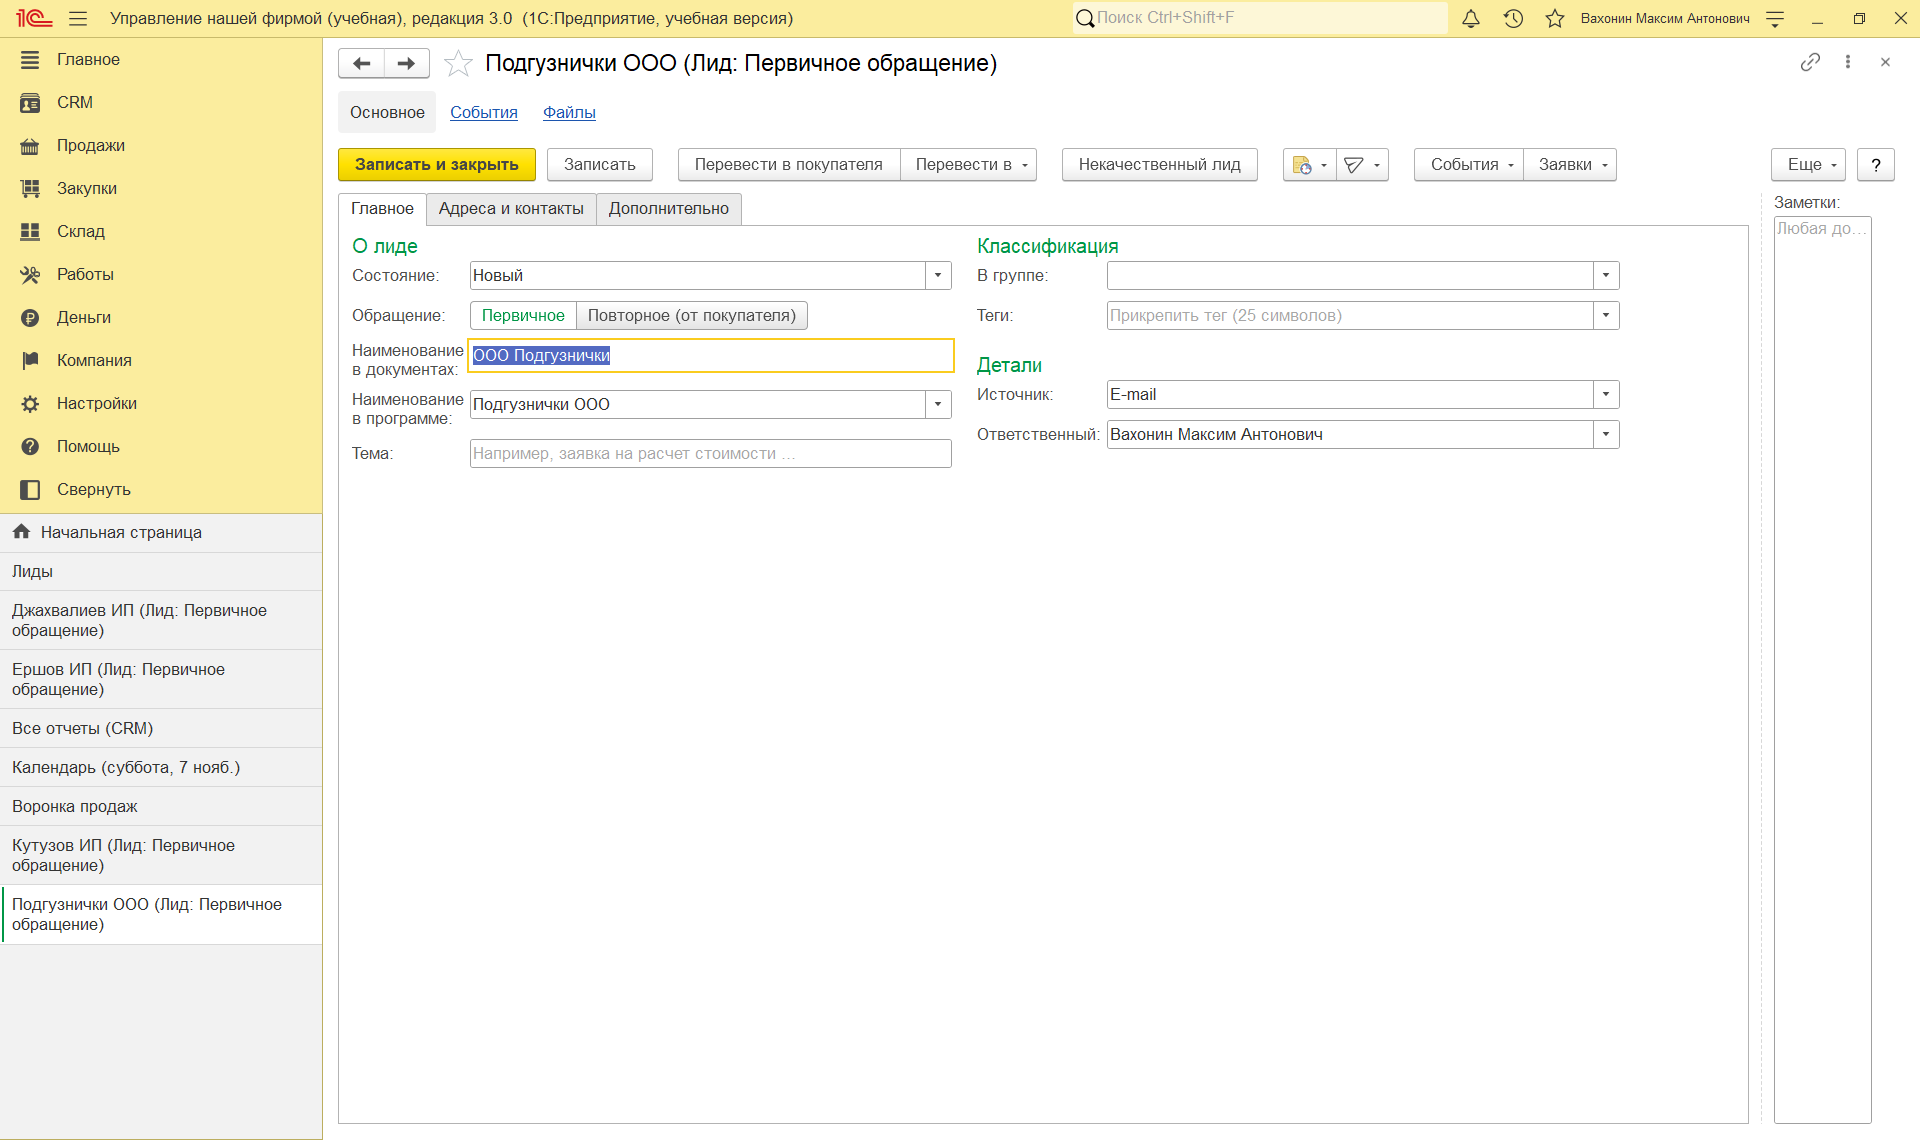 1С Управление нашей фирмой (учебная), редакция 3.0 (1С:Предприятие, учебная версия) Поиск Ctrl+Shift+F Вахонин Максим Антонович
Главное
CRM
Продажи
Закупки
Склад
Работы
Деньги
Компания
Настройки
Помощь
Свернуть
Начальная страница
Лиды
Джахвалиев ИП (Лид: Первичное
обращение)
Ершов ИП (Лид: Первичное
обращение)
Все отчеты (CRM)
Календарь (суббота, 7 нояб.)
Воронка продаж
Кутузов ИП (Лид: Первичное
обращение)
Подгузнички ООО (Лид: Первичное
обращение)
Подгузнички ООО (Лид: Первичное обращение)
Основное События Файлы
Записать и закрыть Записать Перевести в покупателя Перевести в Некачественный лид События Заявки Еще ?
Главное Адреса и контакты Дополнительно
О лиде
Состояние: Новый
Обращение: Первичное Повторное (от покупателя)
Наименование
в документах: ООО Подгузнички
Наименование
в программе: Подгузнички ООО
Тема: Например, заявка на расчет стоимости ...
Классификация
В группе:
Теги: Прикрепить тег (25 символов)
Детали
Источник: E-mail
Ответственный: Вахонин Максим Антонович
Заметки:
Любая до...